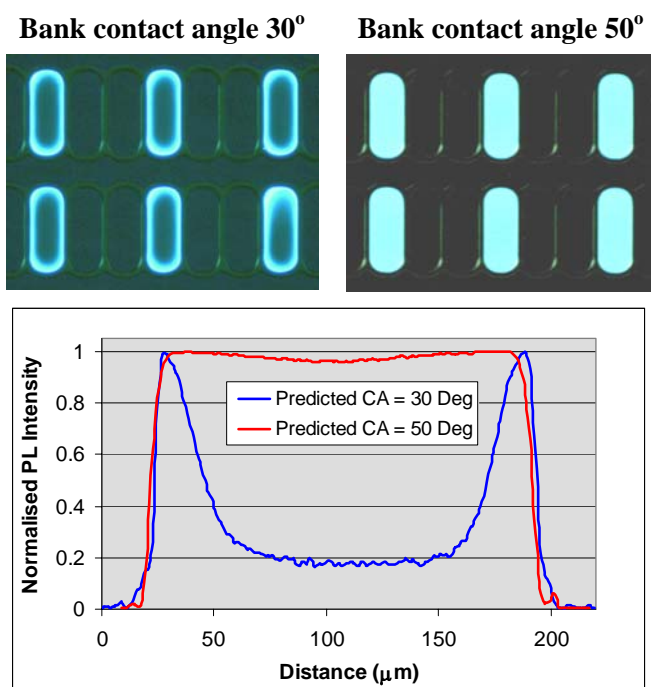 Bank contact angle 30° Bank contact angle 50°
1
0.8
0.6
0.4
0.2
0
Normalised PL Intensity
Predicted CA = 30 Deg
Predicted CA = 50 Deg
0 50 100 150 200
Distance (μm)